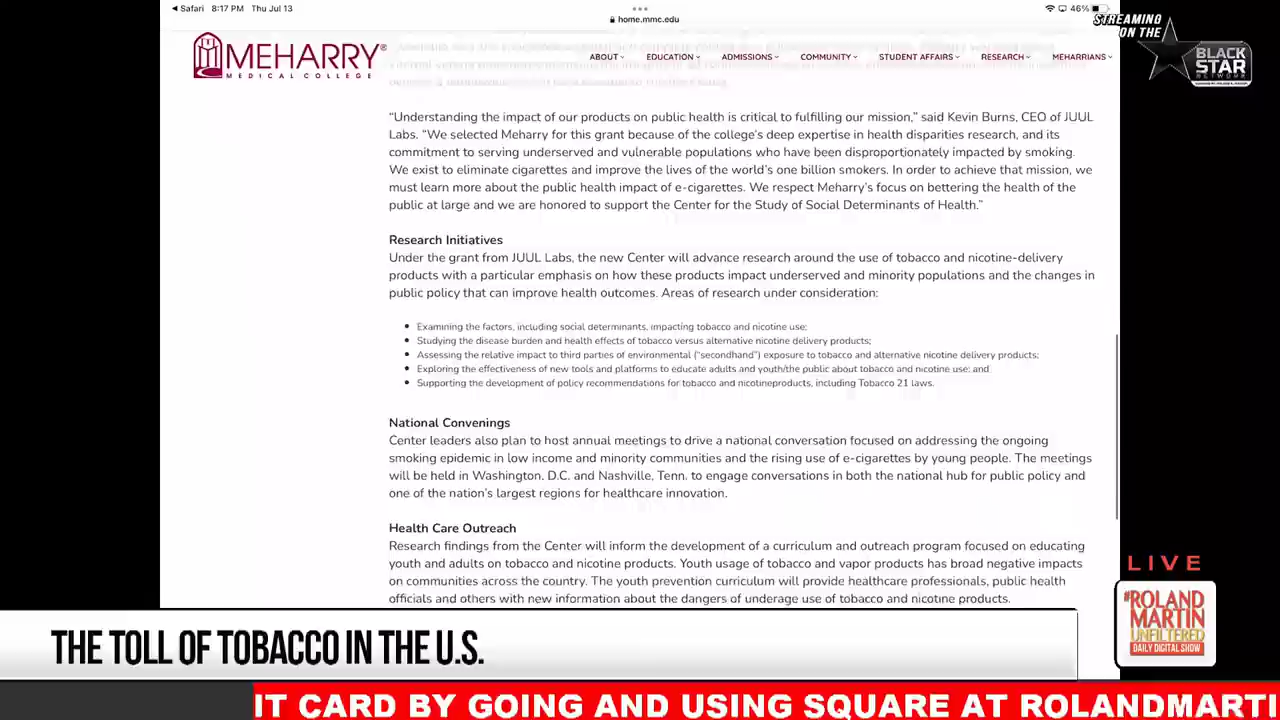 Safari 8:17 PM Thu Jul 13
46%
home.mmc.edu
STREAMING
ON THE
BLACK
STAR
NETWORK
MEHARRY
MEDICAL COLLEGE
ABOUT EDUCATION ADMISSIONS COMMUNITY STUDENT AFFAIRS RESEARCH MEHARRIANS
“Understanding the impact of our products on public health is critical to fulfilling our mission,” said Kevin Burns, CEO of JUUL
Labs. “We selected Meharry for this grant because of the college’s deep expertise in health disparities research, and its
commitment to serving underserved and vulnerable populations who have been disproportionately impacted by smoking.
We exist to eliminate cigarettes and improve the lives of the world’s one billion smokers. In order to achieve that mission, we
must learn more about the public health impact of e-cigarettes. We respect Meharry’s focus on bettering the health of the
public at large and we are honored to support the Center for the Study of Social Determinants of Health.”
Research Initiatives
Under the grant from JUUL Labs, the new Center will advance research around the use of tobacco and nicotine-delivery
products with a particular emphasis on how these products impact underserved and minority populations and the changes in
public policy that can improve health outcomes. Areas of research under consideration:
• Examining the factors, including social determinants, impacting tobacco and nicotine use;
• Studying the disease burden and health effects of tobacco versus alternative nicotine delivery products;
• Assessing the relative impact to third parties of environmental (“secondhand”) exposure to tobacco and alternative nicotine delivery products;
• Exploring the effectiveness of new tools and platforms to educate adults and youth/the public about tobacco and nicotine use; and
• Supporting the development of policy recommendations for tobacco and nicotineproducts, including Tobacco 21 laws.
National Convenings
Center leaders also plan to host annual meetings to drive a national conversation focused on addressing the ongoing
smoking epidemic in low income and minority communities and the rising use of e-cigarettes by young people. The meetings
will be held in Washington, D.C. and Nashville, Tenn. to engage conversations in both the national hub for public policy and
one of the nation’s largest regions for healthcare innovation.
Health Care Outreach
Research findings from the Center will inform the development of a curriculum and outreach program focused on educating
youth and adults on tobacco and nicotine products. Youth usage of tobacco and vapor products has broad negative impacts
on communities across the country. The youth prevention curriculum will provide healthcare professionals, public health
officials and others with new information about the dangers of underage use of tobacco and nicotine products.
LIVE
#ROLAND
MARTIN
UNFILTERED
DAILY DIGITAL SHOW
THE TOLL OF TOBACCO IN THE U.S.
IT CARD BY GOING AND USING SQUARE AT ROLANDMARTI